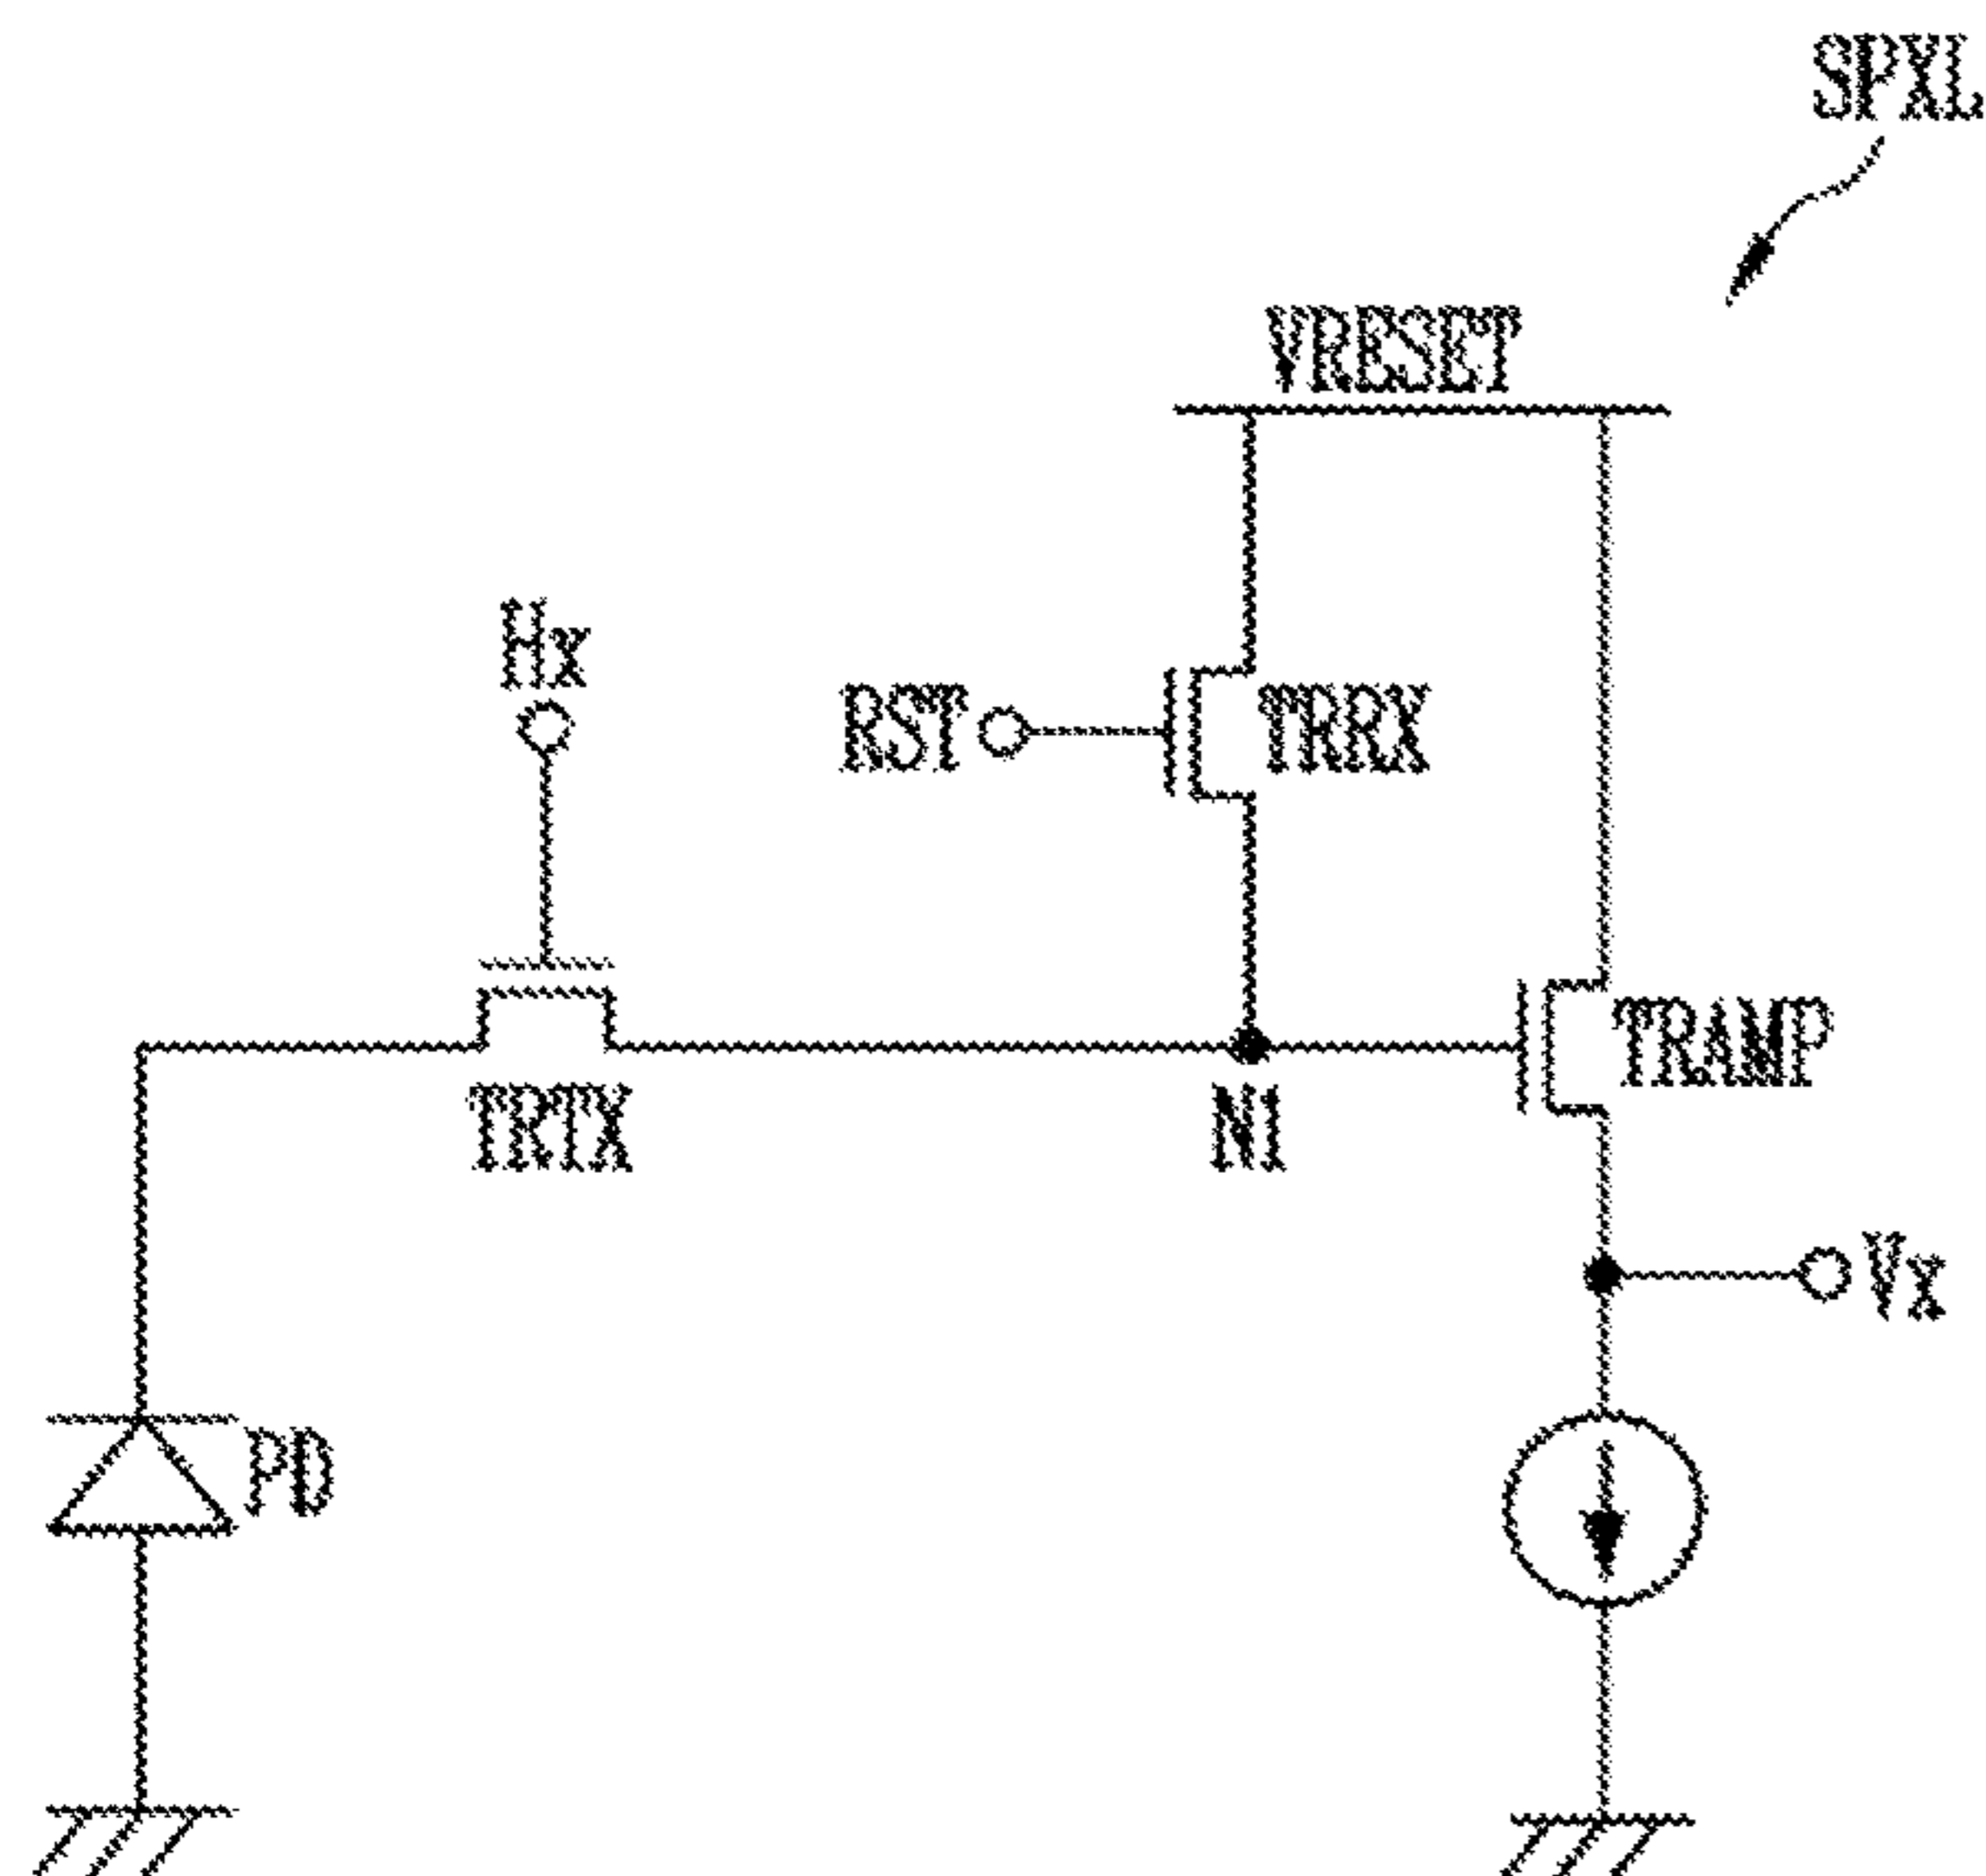 SPXL
VRESET
Hx
RST
TRRX
TRAMP
TRTX
N1
Vx
PD